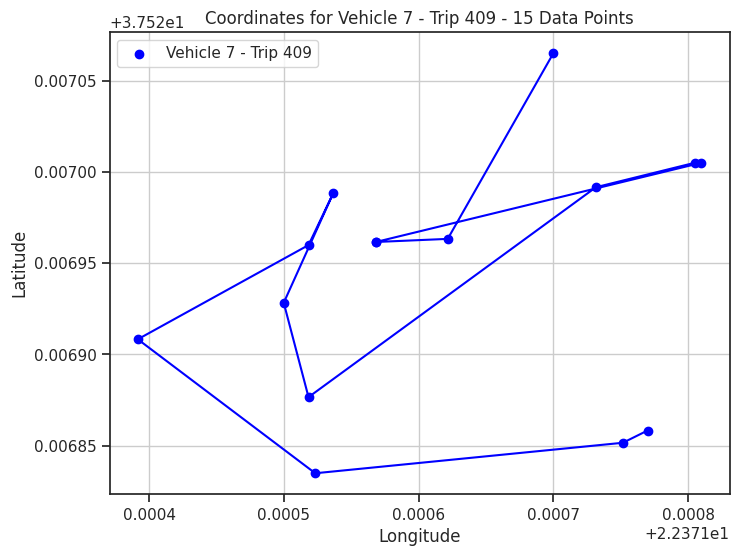 Coordinates for Vehicle 7 - Trip 409 - 15 Data Points
+3.752e1
Vehicle 7 - Trip 409
0.00705
0.00700
0.00695
0.00690
0.00685
Latitude
0.0004
0.0005
0.0006
0.0007
0.0008
Longitude
+2.2371e1